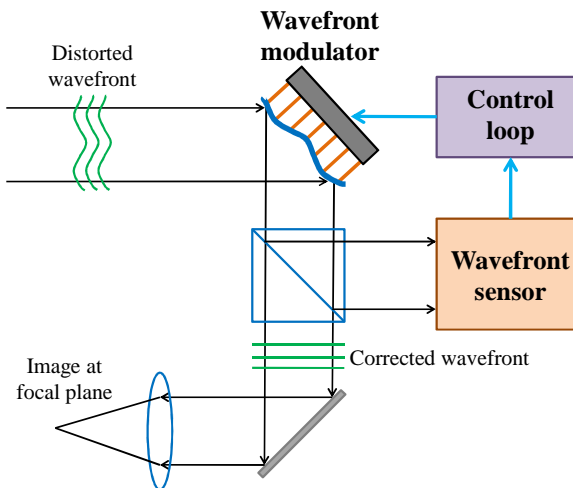 Wavefront
modulator
Distorted
wavefront
Control
loop
Wavefront
sensor
Corrected wavefront
Image at
focal plane